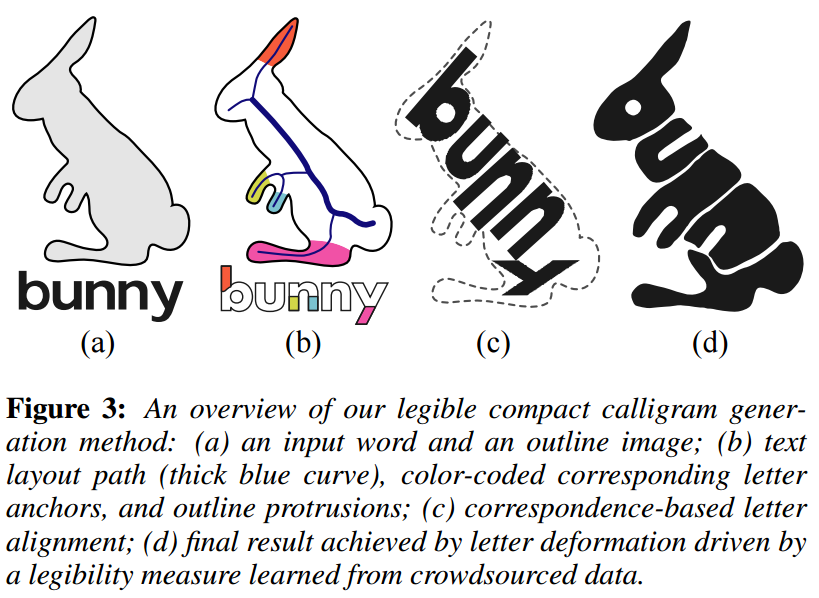 bunny
bunny
bunny
bunny
(a) (b) (c) (d)
Figure 3: An overview of our legible compact calligram gener-
ation method: (a) an input word and an outline image; (b) text
layout path (thick blue curve), color-coded corresponding letter
anchors, and outline protrusions; (c) correspondence-based letter
alignment; (d) final result achieved by letter deformation driven by
a legibility measure learned from crowdsourced data.